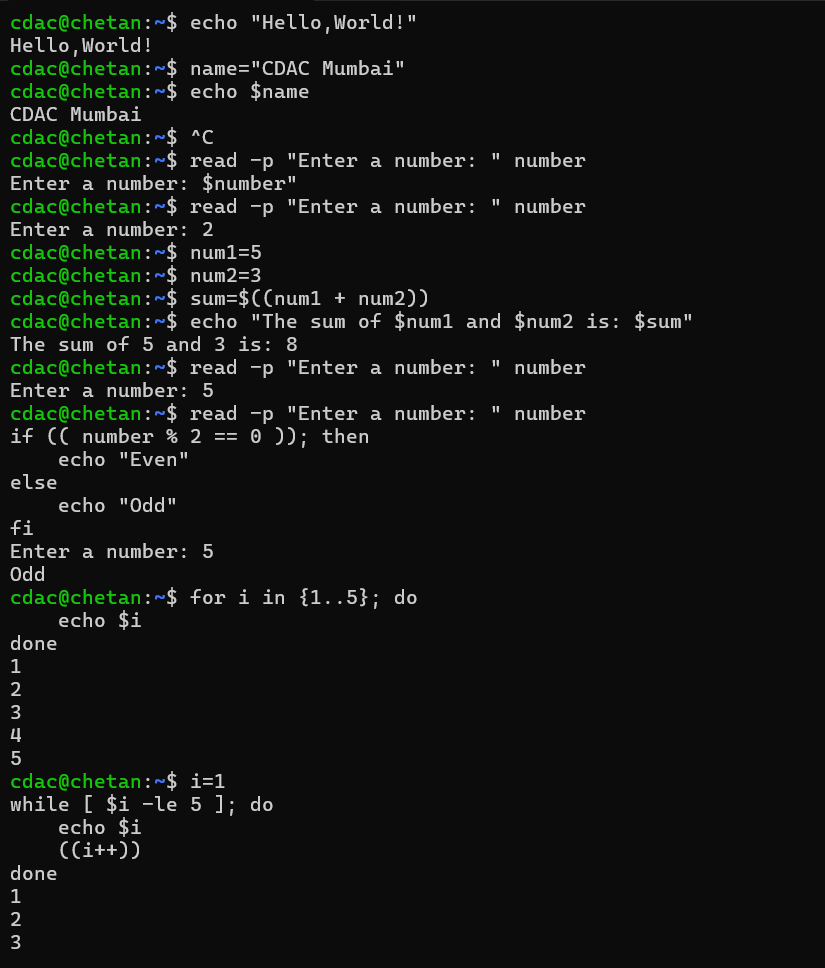 cdac@chetan:~$ echo "Hello,World!"
Hello,World!
cdac@chetan:~$ name="CDAC Mumbai"
cdac@chetan:~$ echo $name
CDAC Mumbai
cdac@chetan:~$ ^C
cdac@chetan:~$ read -p "Enter a number: " number
Enter a number: $number"
cdac@chetan:~$ read -p "Enter a number: " number
Enter a number: 2
cdac@chetan:~$ num1=5
cdac@chetan:~$ num2=3
cdac@chetan:~$ sum=$((num1 + num2))
cdac@chetan:~$ echo "The sum of $num1 and $num2 is: $sum"
The sum of 5 and 3 is: 8
cdac@chetan:~$ read -p "Enter a number: " number
Enter a number: 5
cdac@chetan:~$ read -p "Enter a number: " number
if (( number % 2 == 0 )); then
    echo "Even"
else
    echo "Odd"
fi
Enter a number: 5
Odd
cdac@chetan:~$ for i in {1..5}; do
    echo $i
done
1
2
3
4
5
cdac@chetan:~$ i=1
while [ $i -le 5 ]; do
    echo $i
    ((i++))
done
1
2
3